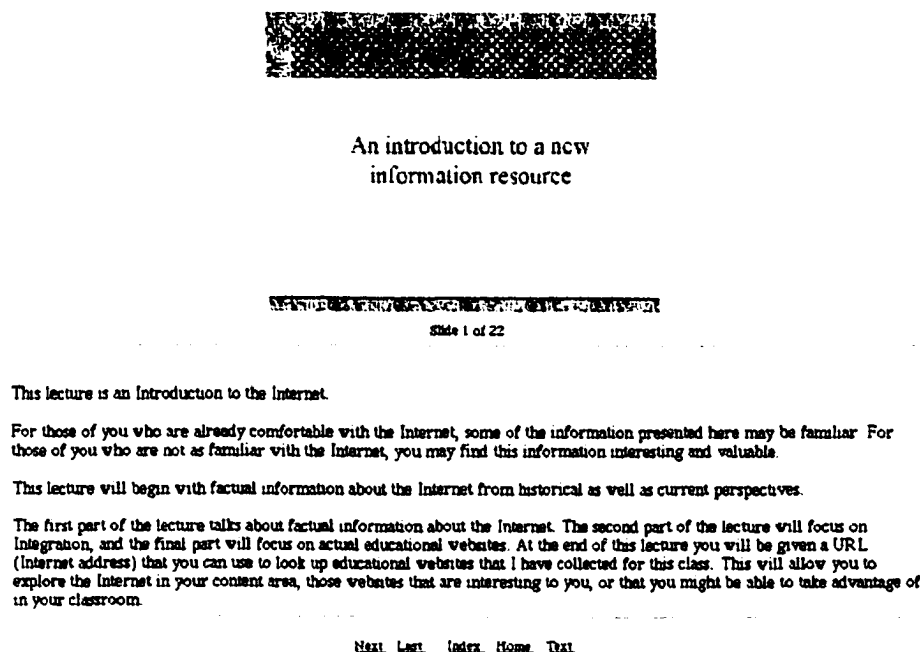 An introduction to a new
information resource
Slide 1 of 22
This lecture is an Introduction to the Internet.
For those of you who are already comfortable with the Internet, some of the information presented here may be familiar. For
those of you who are not as familiar with the Internet, you may find this information interesting and valuable.
This lecture will begin with factual information about the Internet from historical as well as current perspectives.
The first part of the lecture talks about factual information about the Internet. The second part of the lecture will focus on
Integration, and the final part will focus on actual educational websites. At the end of this lecture you will be given a URL
(Internet address) that you can use to look up educational websites that I have collected for this class. This will allow you to
explore the Internet in your content area, those websites that are interesting to you, or that you might be able to take advantage of
in your classroom.
Next Last Index Home Text